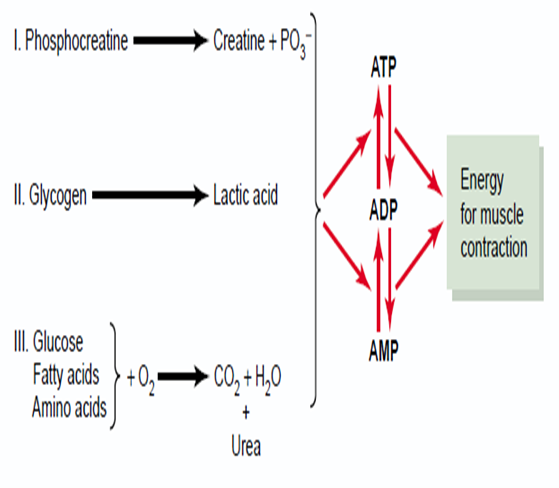 I. Phosphocreatine → Creatine + PO₃⁻
II. Glycogen → Lactic acid
III. Glucose
Fatty acids
Amino acids
+ O₂ → CO₂ + H₂O
+
Urea
ATP
ADP
AMP
Energy
for muscle
contraction